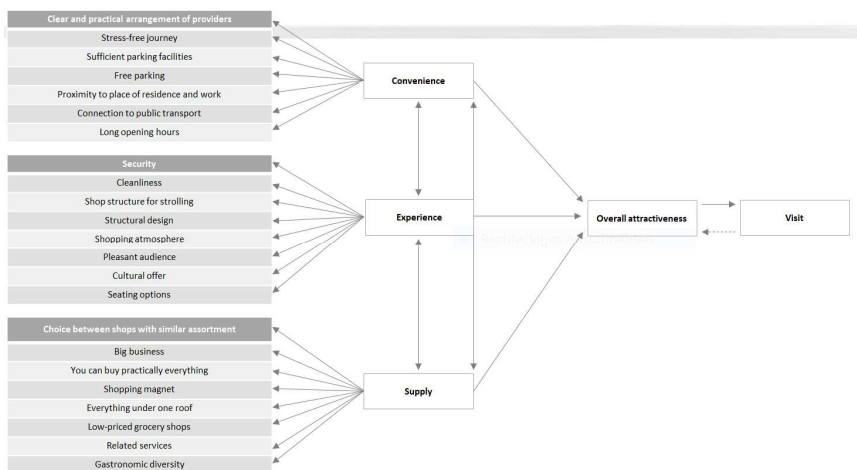 Clear and practical arrangement of providers
Stress-free journey
Sufficient parking facilities
Free parking
Proximity to place of residence and work
Connection to public transport
Long opening hours
Convenience
Security
Cleanliness
Shop structure for strolling
Structural design
Shopping atmosphere
Pleasant audience
Cultural offer
Seating options
Experience
Overall attractiveness
Visit
Choice between shops with similar assortment
Big business
You can buy practically everything
Shopping magnet
Everything under one roof
Low-priced grocery shops
Related services
Gastronomic diversity
Supply